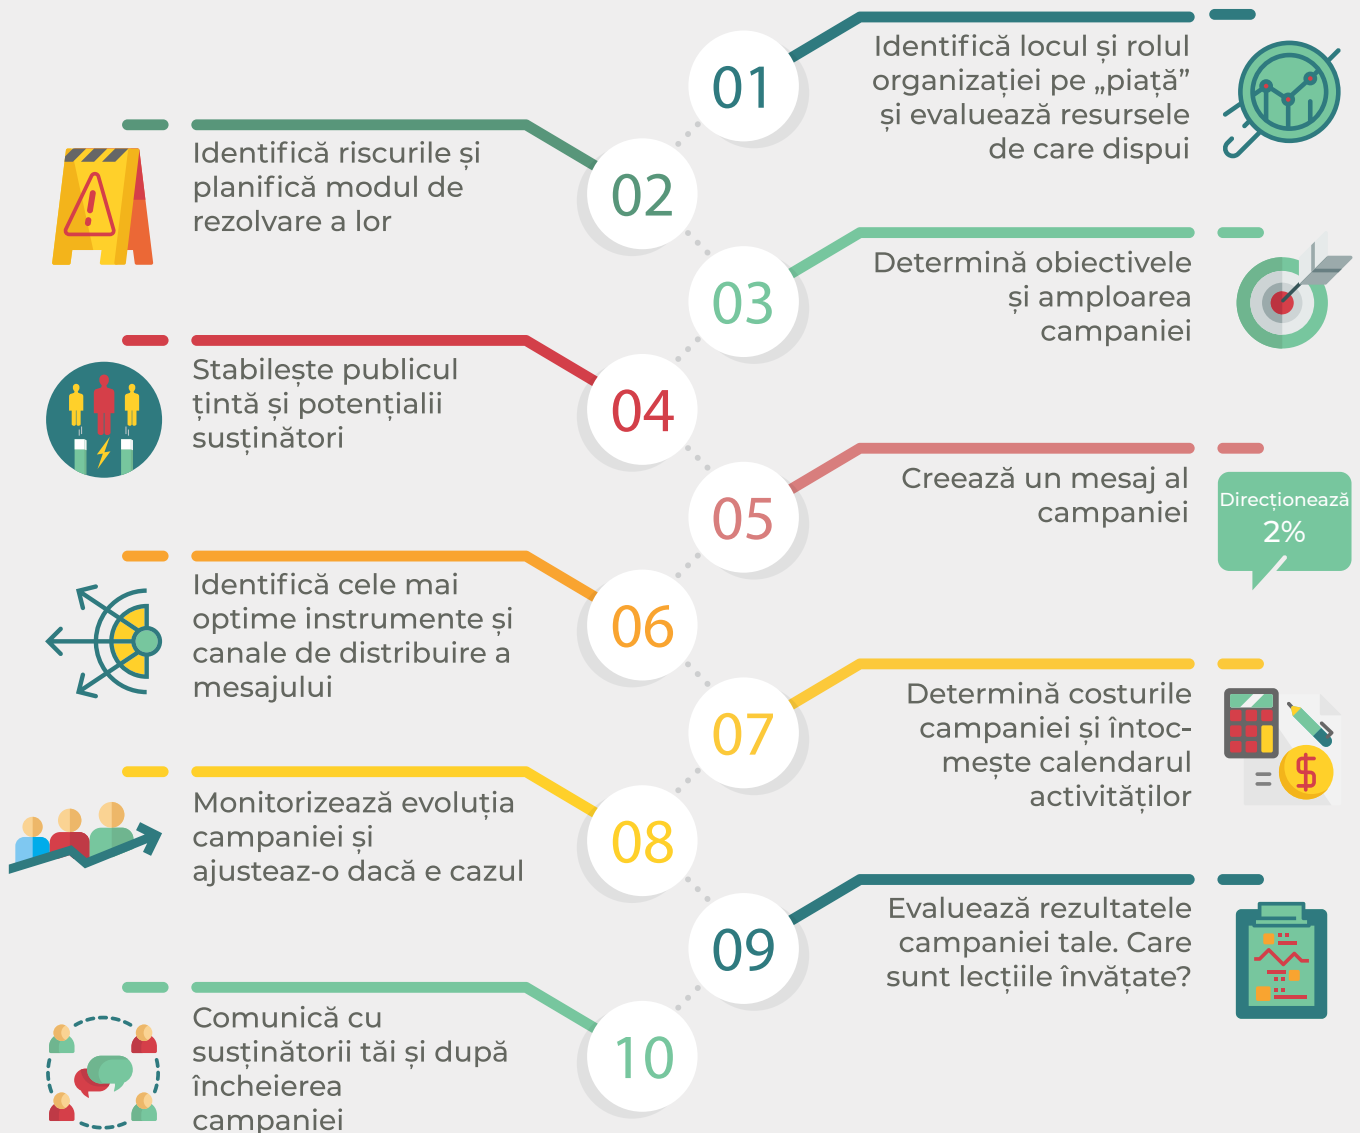 01
Identifică locul și rolul
organizației pe „piață”
și evaluează resursele
de care dispui
02
Identifică riscurile și
planifică modul de
rezolvare a lor
03
Determină obiectivele
și amploarea
campaniei
04
Stabilește publicul
țintă și potențialii
susținători
05
Creează un mesaj al
campaniei
Direcționează
2%
06
Identifică cele mai
optime instrumente și
canale de distribuire a
mesajului
07
Determină costurile
campaniei și întoc-
mește calendarul
activităților
$
=
08
Monitorizează evoluția
campaniei și
ajusteaz-o dacă e cazul
09
Evaluează rezultatele
campaniei tale. Care
sunt lecțiile învățate?
10
Comunică cu
susținătorii tăi și după
încheierea
campaniei